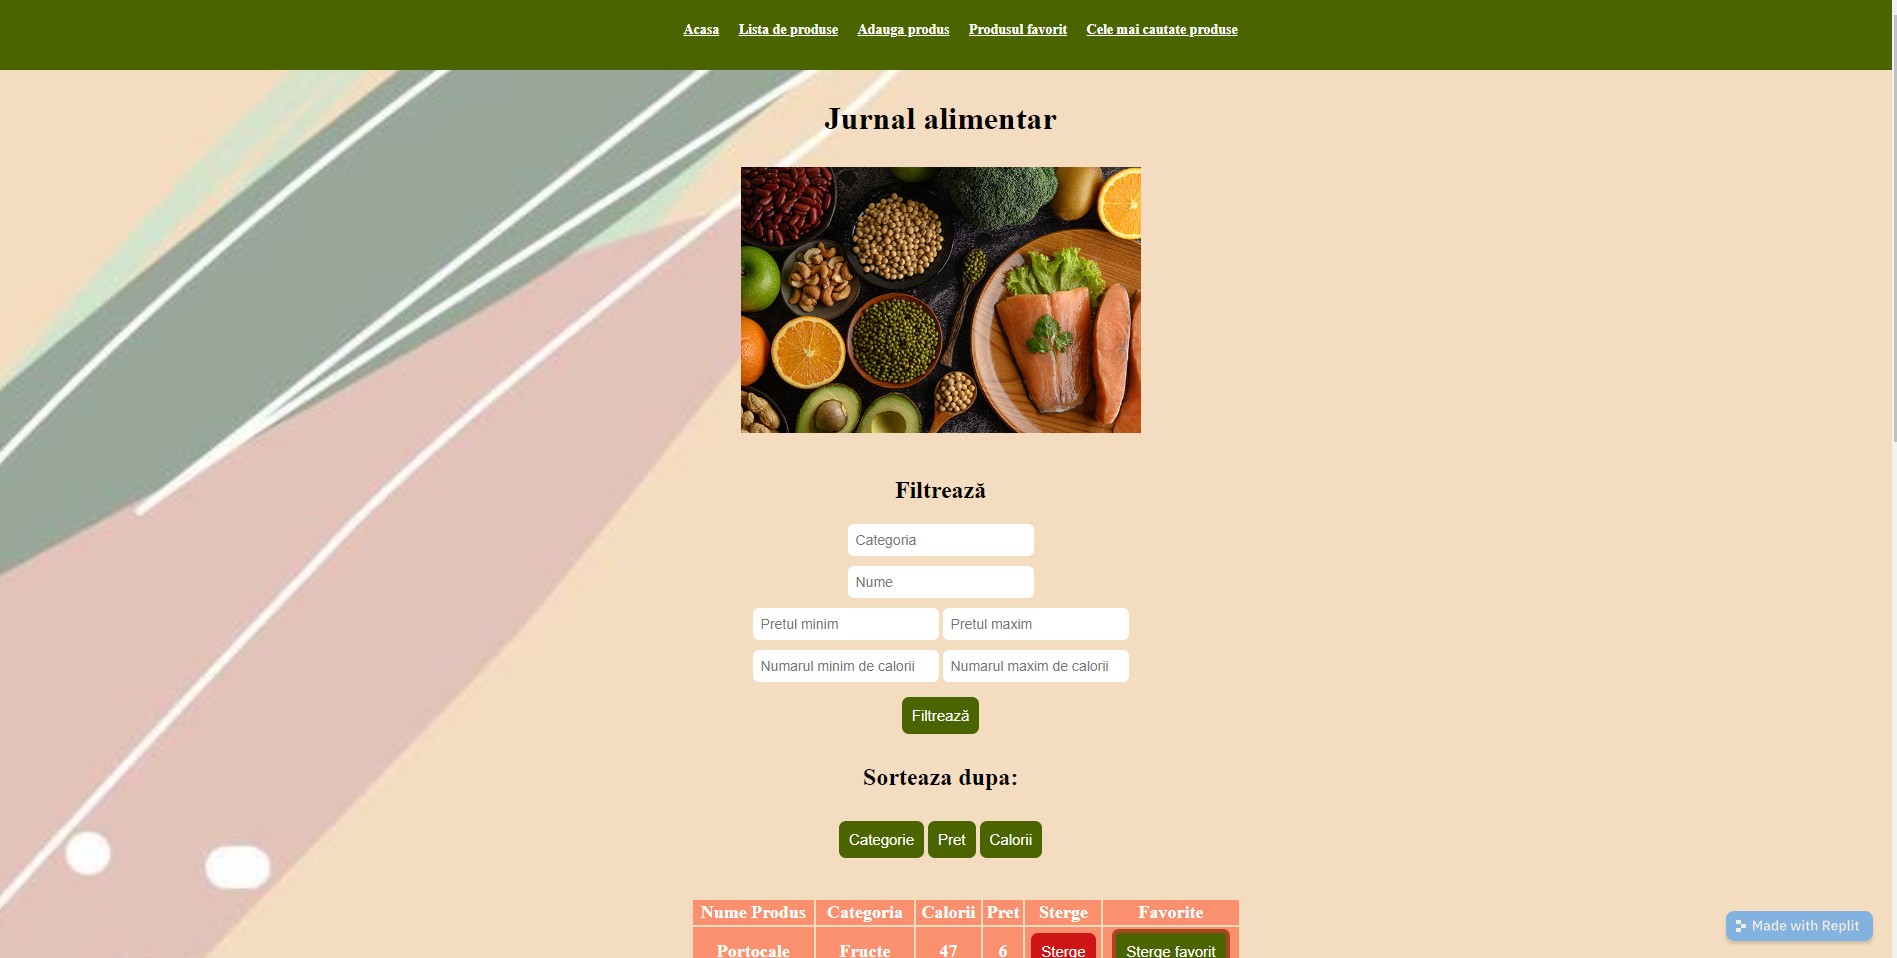 Acasa Lista de produse Adauga produs Produsul favorit Cele mai cautate produse
Jurnal alimentar
Filtrează
Categoria
Nume
Pretul minim Pretul maxim
Numarul minim de calorii Numarul maxim de calorii
Filtrează
Sorteaza dupa:
Categorie Pret Calorii
Nume Produs Categoria Calorii Pret Sterge Favorite
Portocale Fructe 47 6 Sterge Sterge favorit
Made with Replit